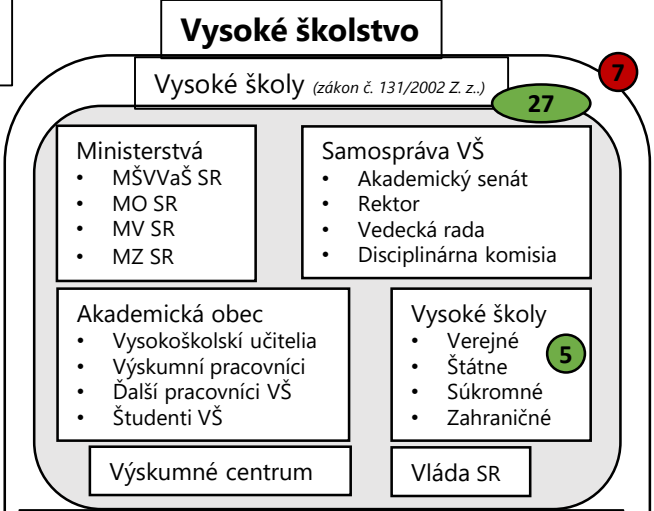 Vysoké školstvo
7
Vysoké školy (zákon č. 131/2002 Z. z..)
27
Ministerstvá
• MŠVVaŠ SR
• MO SR
• MV SR
• MZ SR
Samospráva VŠ
• Akademický senát
• Rektor
• Vedecká rada
• Disciplinárna komisia
Akademická obec
• Vysokoškolskí učitelia
• Výskumní pracovníci
• Ďalší pracovníci VŠ
• Študenti VŠ
Vysoké školy
• Verejné
• Štátne
• Súkromné
• Zahraničné
5
Výskumné centrum
Vláda SR